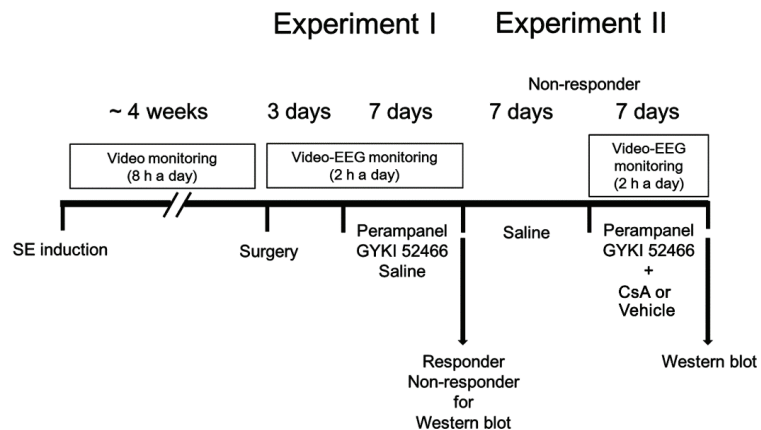 Experiment I
Experiment II
Non-responder
~ 4 weeks
3 days
7 days
7 days
7 days
Video monitoring
(8 h a day)
Video-EEG monitoring
(2 h a day)
Video-EEG
monitoring
(2 h a day)
SE induction
Surgery
Perampanel
GYKI 52466
Saline
Saline
Perampanel
GYKI 52466
+
CsA or
Vehicle
Responder
Non-responder
for
Western blot
Western blot